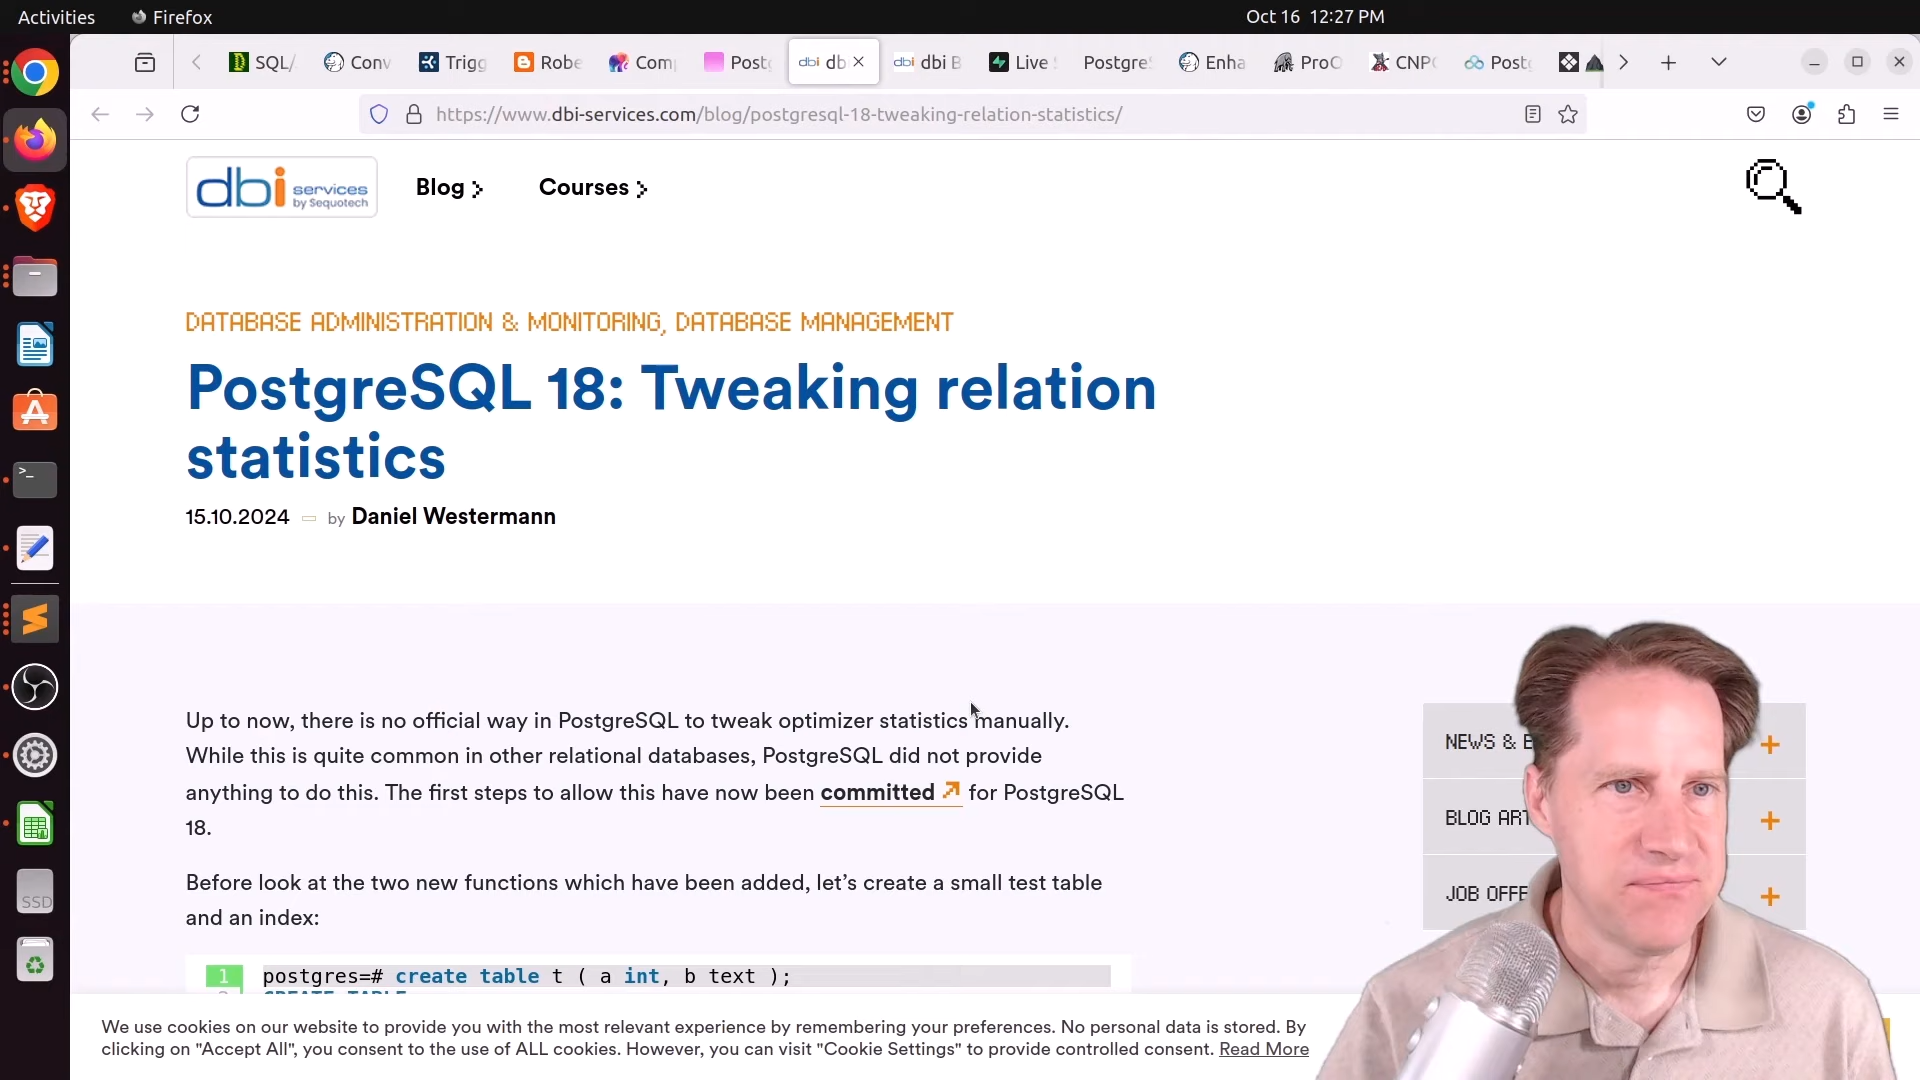 Activities Firefox Oct 16 12:27 PM
SQL/ Conv Trigg Robe Com Postg db dbi B Live PostgreS Enha ProO CNPG Postg
https://www.dbi-services.com/blog/postgresql-18-tweaking-relation-statistics/
dbi services by Sequotech
Blog Courses
DATABASE ADMINISTRATION & MONITORING, DATABASE MANAGEMENT
PostgreSQL 18: Tweaking relation
statistics
15.10.2024 — by Daniel Westermann
Up to now, there is no official way in PostgreSQL to tweak optimizer statistics manually.
While this is quite common in other relational databases, PostgreSQL did not provide
anything to do this. The first steps to allow this have now been committed for PostgreSQL
18.
Before look at the two new functions which have been added, let’s create a small test table
and an index:
1 postgres=# create table t ( a int, b text );
NEWS & E
BLOG ART
JOB OFFE
SSD
We use cookies on our website to provide you with the most relevant experience by remembering your preferences. No personal data is stored. By
clicking on "Accept All", you consent to the use of ALL cookies. However, you can visit "Cookie Settings" to provide controlled consent. Read More